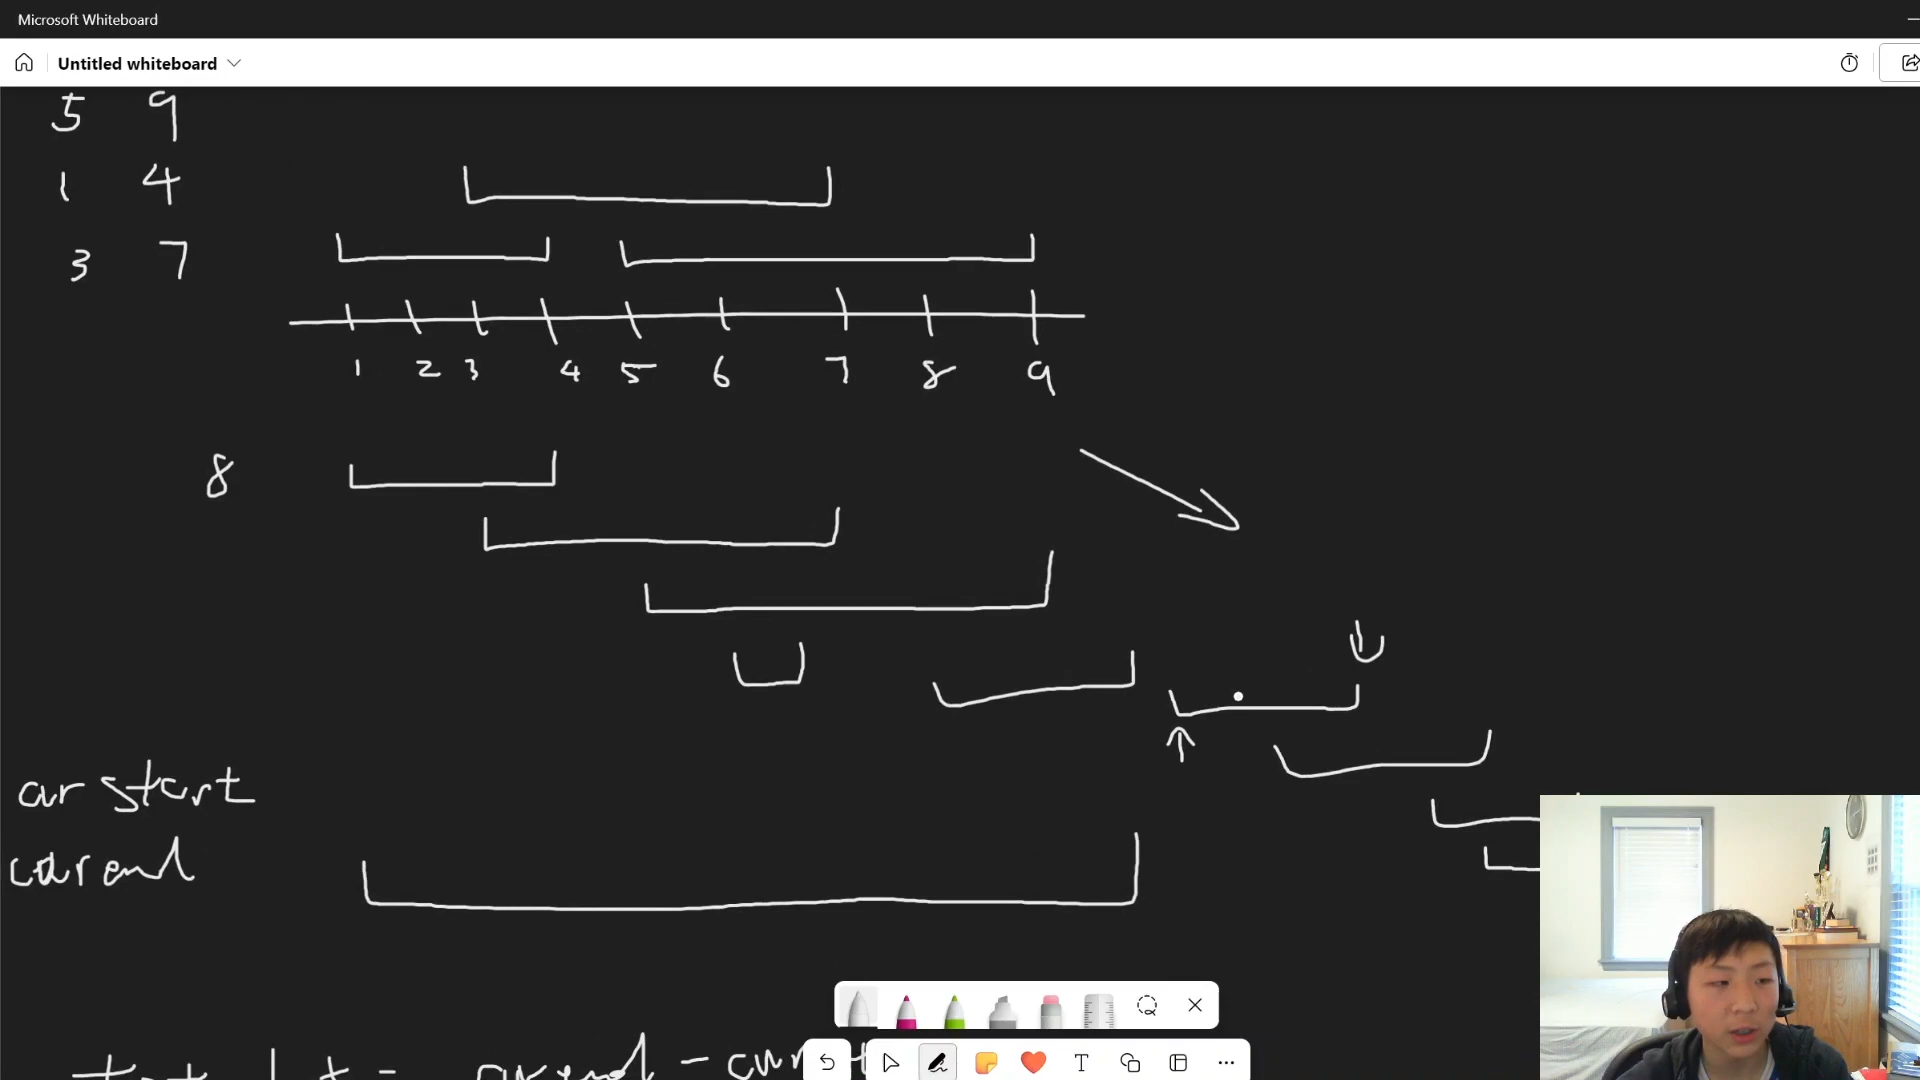 Microsoft Whiteboard
Untitled whiteboard
5 9
1 4
3 7
1 2 3 4 5 6 7 8 9
8
cur start
cur end